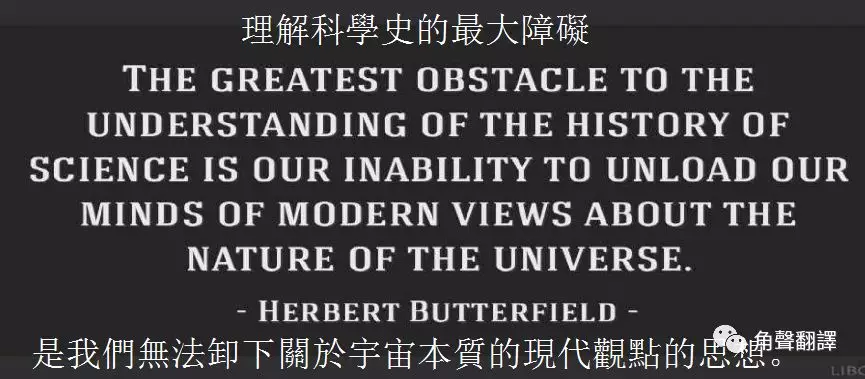 理解科學史的最大障礙
THE GREATEST OBSTACLE TO THE
UNDERSTANDING OF THE HISTORY OF
SCIENCE IS OUR INABILITY TO UNLOAD OUR
MINDS OF MODERN VIEWS ABOUT THE
NATURE OF THE UNIVERSE.
- HERBERT BUTTERFIELD -
角聲翻譯
是我們無法卸下關於宇宙本質的現代觀點的思想。